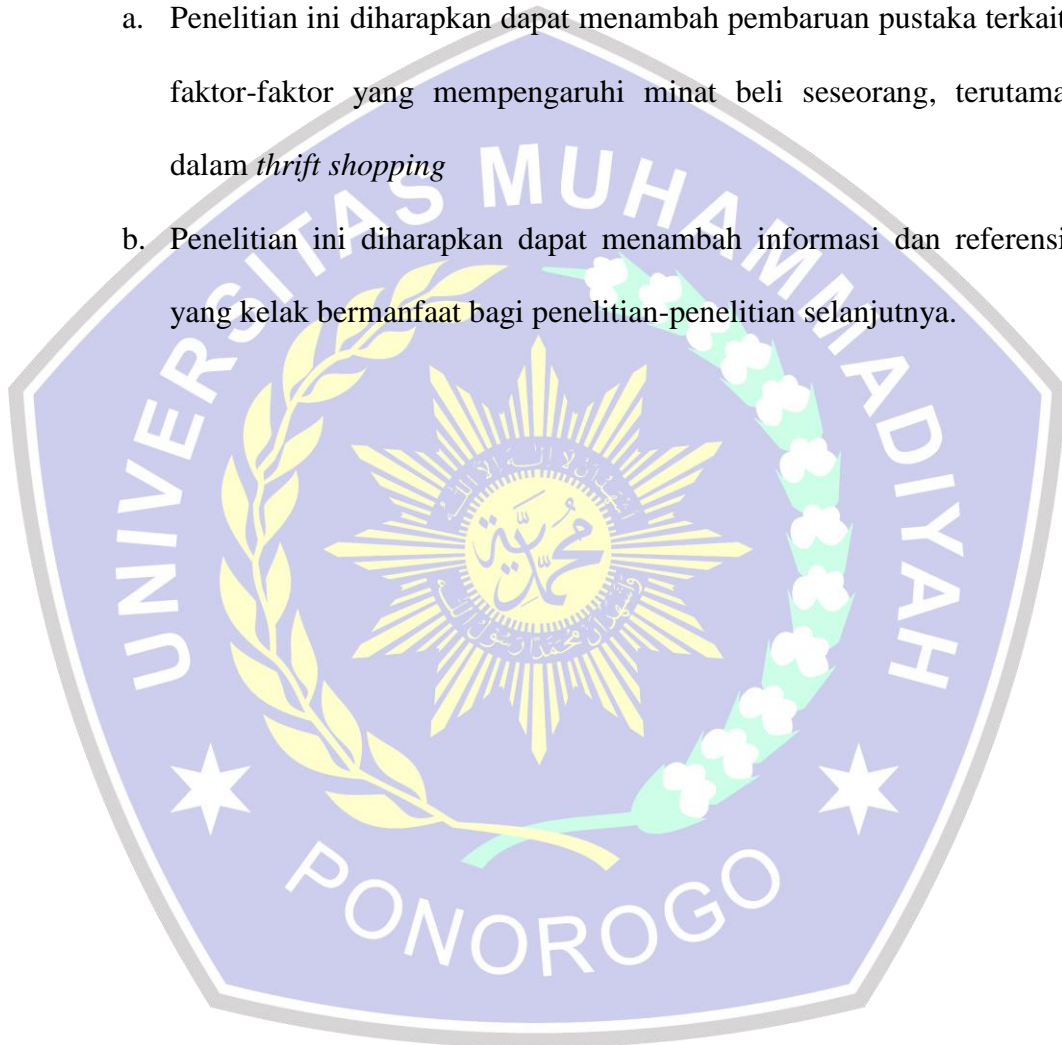 a. Penelitian ini diharapkan dapat menambah pembaruan pustaka terkait
faktor-faktor yang mempengaruhi minat beli seseorang, terutama
dalam thrift shopping
b. Penelitian ini diharapkan dapat menambah informasi dan referensi
yang kelak bermanfaat bagi penelitian-penelitian selanjutnya.
UNIVERSITAS MUHAMMADIYAH
محمدية
PONOROGO